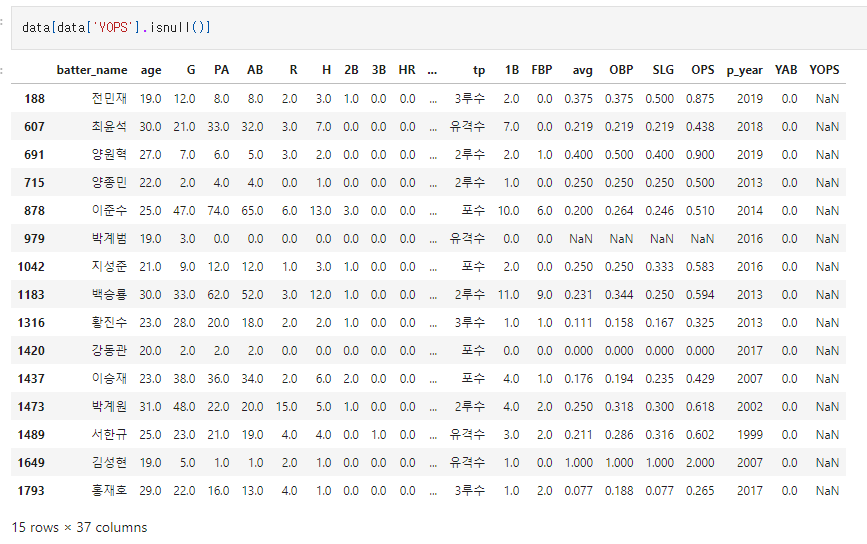 data[data['YOPS'].isnull()]
batter_name age G PA AB R H 2B 3B HR ... tp 1B FBP avg OBP SLG OPS p_year YAB YOPS
188 전민재 19.0 12.0 8.0 8.0 2.0 3.0 1.0 0.0 0.0 ... 3루수 2.0 0.0 0.375 0.375 0.500 0.875 2019 0.0 NaN
607 최윤석 30.0 21.0 33.0 32.0 3.0 7.0 0.0 0.0 0.0 ... 유격수 7.0 0.0 0.219 0.219 0.219 0.438 2018 0.0 NaN
691 양원혁 27.0 7.0 6.0 5.0 3.0 2.0 0.0 0.0 0.0 ... 2루수 2.0 1.0 0.400 0.500 0.400 0.900 2019 0.0 NaN
715 양종민 22.0 2.0 4.0 4.0 0.0 1.0 0.0 0.0 0.0 ... 2루수 1.0 0.0 0.250 0.250 0.250 0.500 2013 0.0 NaN
878 이준수 25.0 47.0 74.0 65.0 6.0 13.0 3.0 0.0 0.0 ... 포수 10.0 6.0 0.200 0.264 0.246 0.510 2014 0.0 NaN
979 박계범 19.0 3.0 0.0 0.0 0.0 0.0 0.0 0.0 0.0 ... 유격수 0.0 0.0 NaN NaN NaN NaN 2016 0.0 NaN
1042 지성준 21.0 9.0 12.0 12.0 1.0 3.0 1.0 0.0 0.0 ... 포수 2.0 0.0 0.250 0.250 0.333 0.583 2016 0.0 NaN
1183 백승룡 30.0 33.0 62.0 52.0 3.0 12.0 1.0 0.0 0.0 ... 2루수 11.0 9.0 0.231 0.344 0.250 0.594 2013 0.0 NaN
1316 황진수 23.0 28.0 20.0 18.0 2.0 2.0 1.0 0.0 0.0 ... 3루수 1.0 1.0 0.111 0.158 0.167 0.325 2013 0.0 NaN
1420 강동관 20.0 2.0 2.0 2.0 0.0 0.0 0.0 0.0 0.0 ... 포수 0.0 0.0 0.000 0.000 0.000 0.000 2017 0.0 NaN
1437 이승재 23.0 38.0 36.0 34.0 2.0 6.0 2.0 0.0 0.0 ... 포수 4.0 1.0 0.176 0.194 0.235 0.429 2007 0.0 NaN
1473 박계원 31.0 48.0 22.0 20.0 15.0 5.0 1.0 0.0 0.0 ... 2루수 4.0 2.0 0.250 0.318 0.300 0.618 2002 0.0 NaN
1489 서한규 25.0 23.0 21.0 19.0 4.0 4.0 0.0 1.0 0.0 ... 유격수 3.0 2.0 0.211 0.286 0.316 0.602 1999 0.0 NaN
1649 김성현 19.0 5.0 1.0 1.0 2.0 1.0 0.0 0.0 0.0 ... 유격수 1.0 0.0 1.000 1.000 1.000 2.000 2007 0.0 NaN
1793 홍재호 29.0 22.0 16.0 13.0 4.0 1.0 0.0 0.0 0.0 ... 3루수 1.0 2.0 0.077 0.188 0.077 0.265 2017 0.0 NaN
15 rows × 37 columns